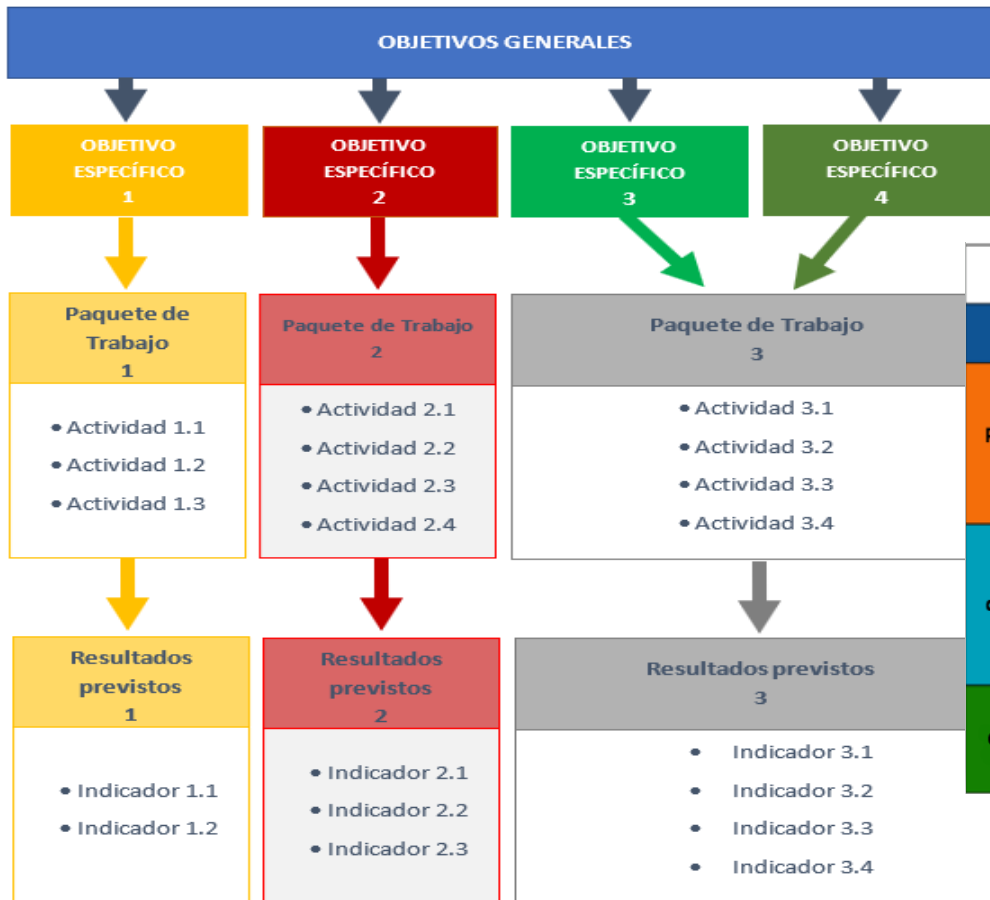 OBJETIVOS GENERALES
OBJETIVO
ESPECÍFICO
1
OBJETIVO
ESPECÍFICO
2
OBJETIVO
ESPECÍFICO
3
OBJETIVO
ESPECÍFICO
4
Paquete de
Trabajo
1
• Actividad 1.1
• Actividad 1.2
• Actividad 1.3
Paquete de Trabajo
2
• Actividad 2.1
• Actividad 2.2
• Actividad 2.3
• Actividad 2.4
Paquete de Trabajo
3
• Actividad 3.1
• Actividad 3.2
• Actividad 3.3
• Actividad 3.4
Resultados
previstos
1
• Indicador 1.1
• Indicador 1.2
Resultados
previstos
2
• Indicador 2.1
• Indicador 2.2
• Indicador 2.3
Resultados previstos
3
• Indicador 3.1
• Indicador 3.2
• Indicador 3.3
• Indicador 3.4